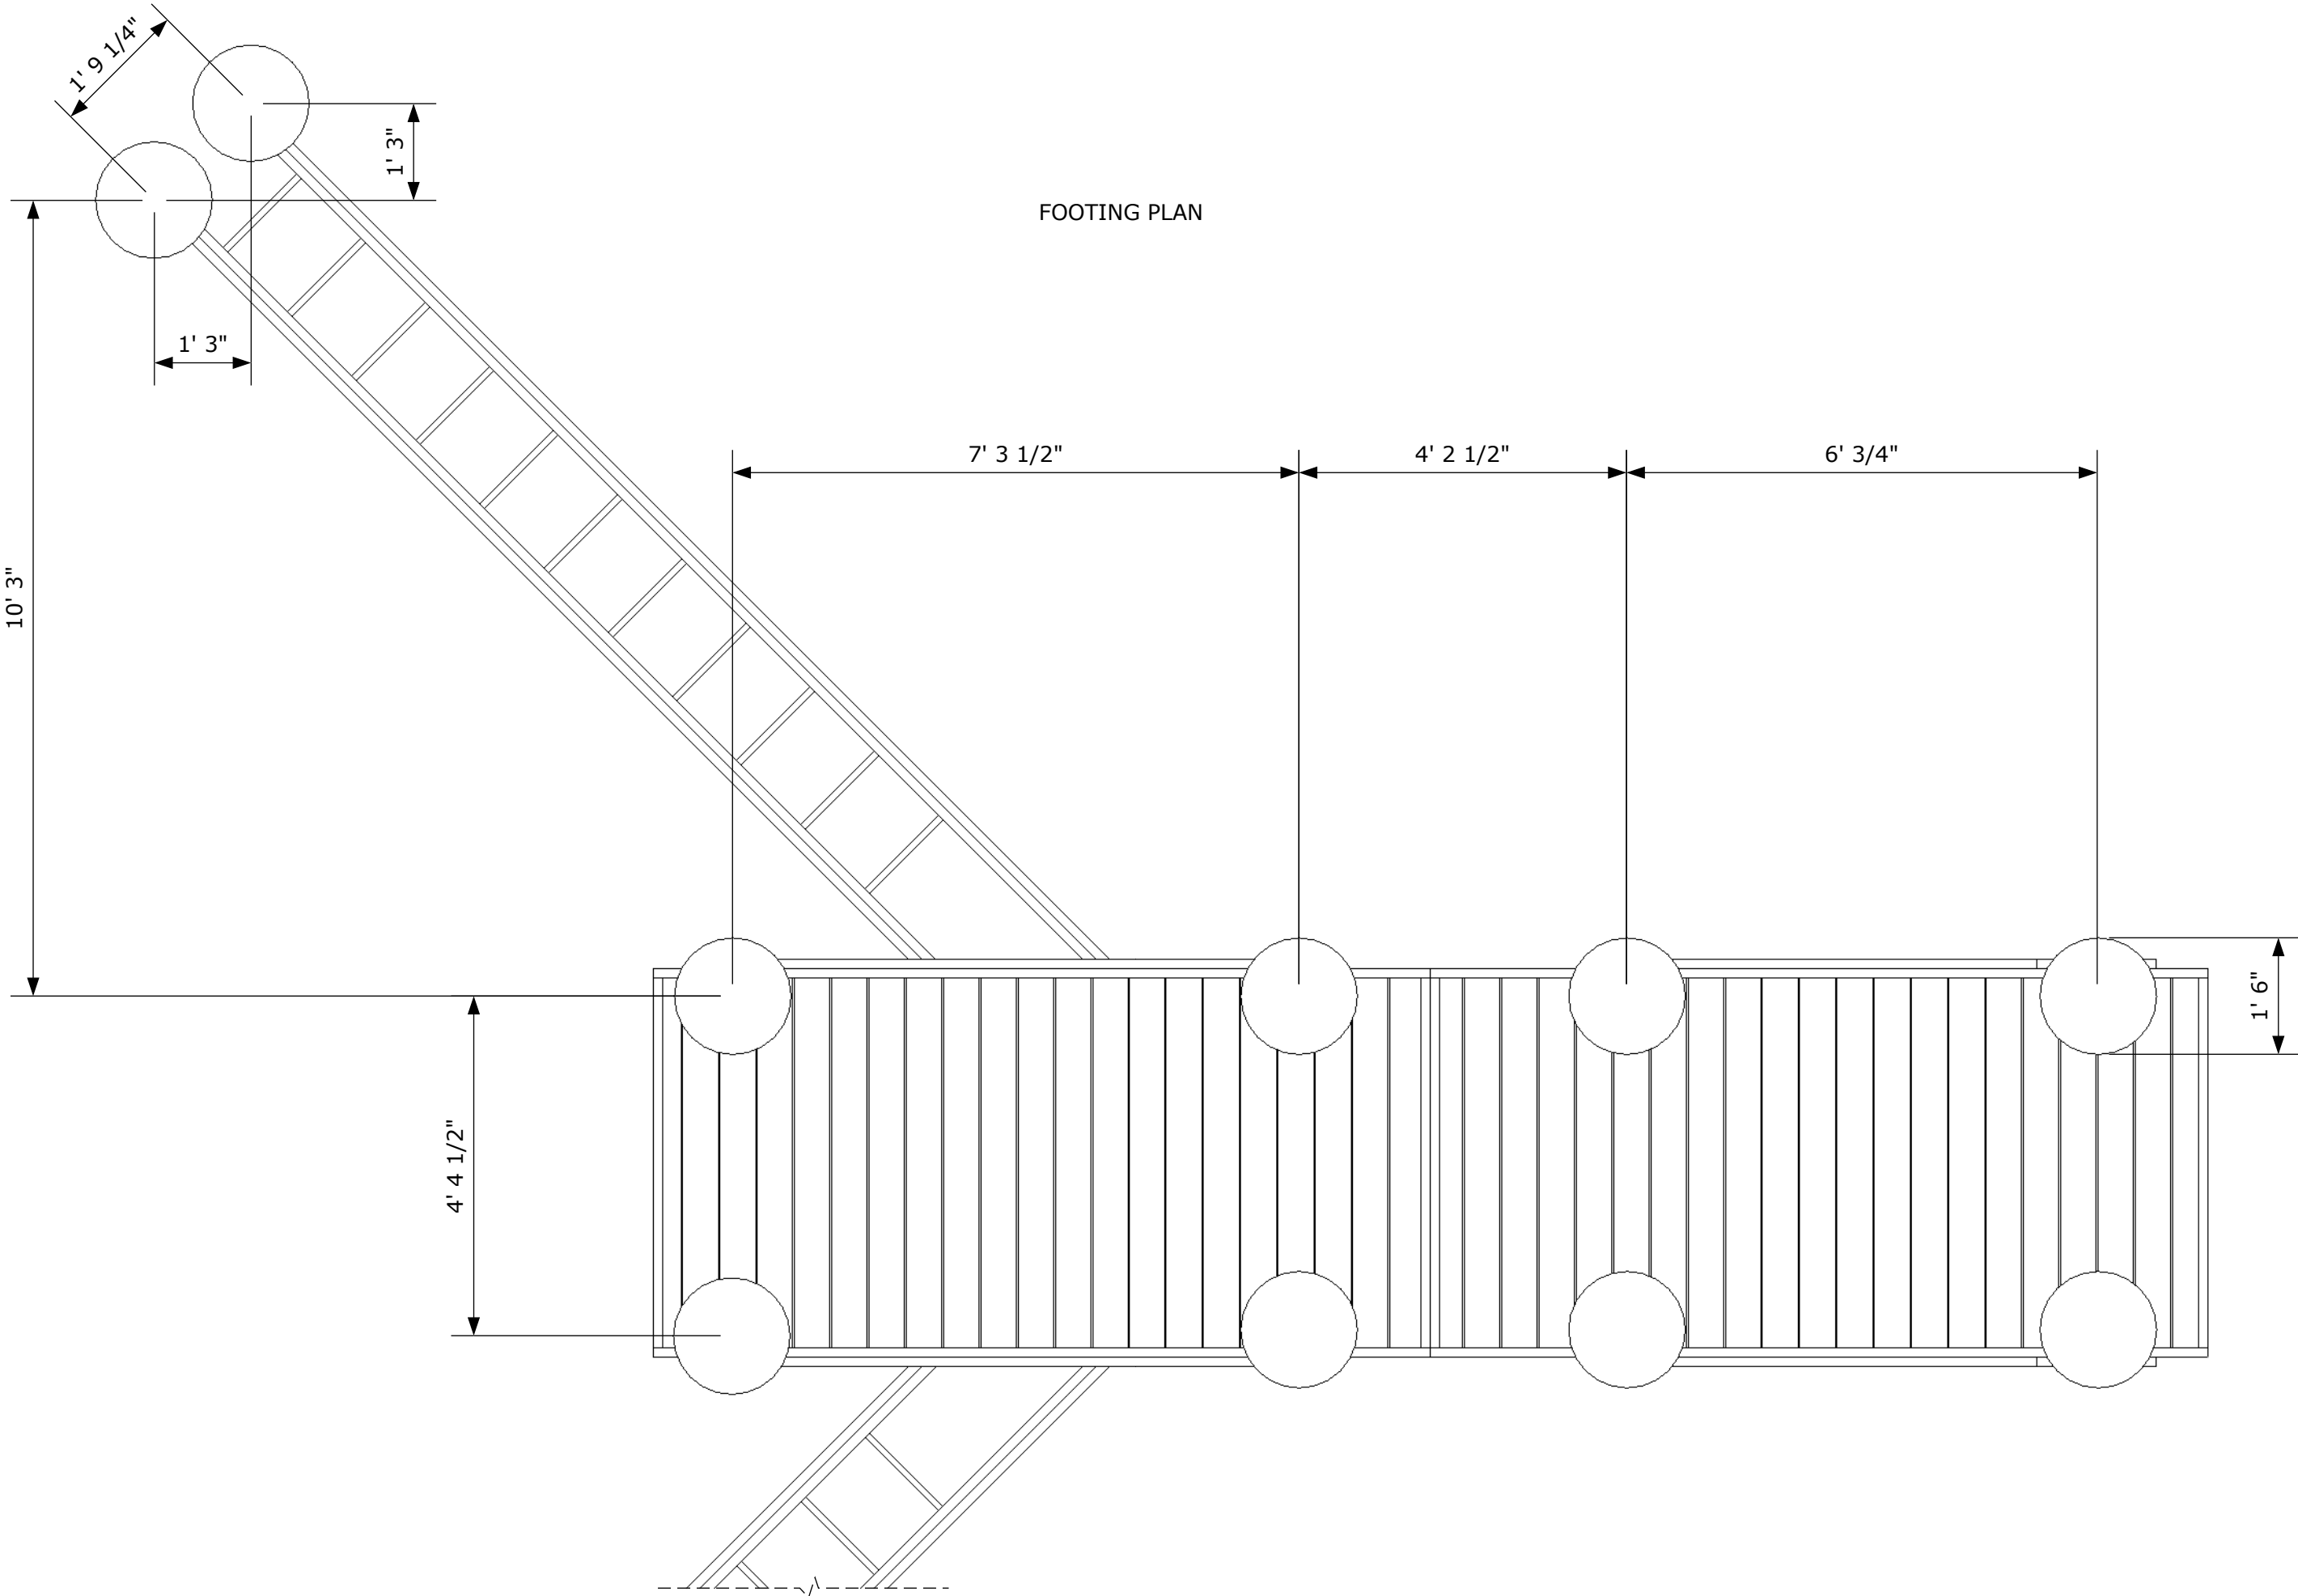 1' 9 1/4"
1' 3"
FOOTING PLAN
1' 3"
7' 3 1/2"
4' 2 1/2"
6' 3/4"
10' 3"
1' 6"
4' 4 1/2"